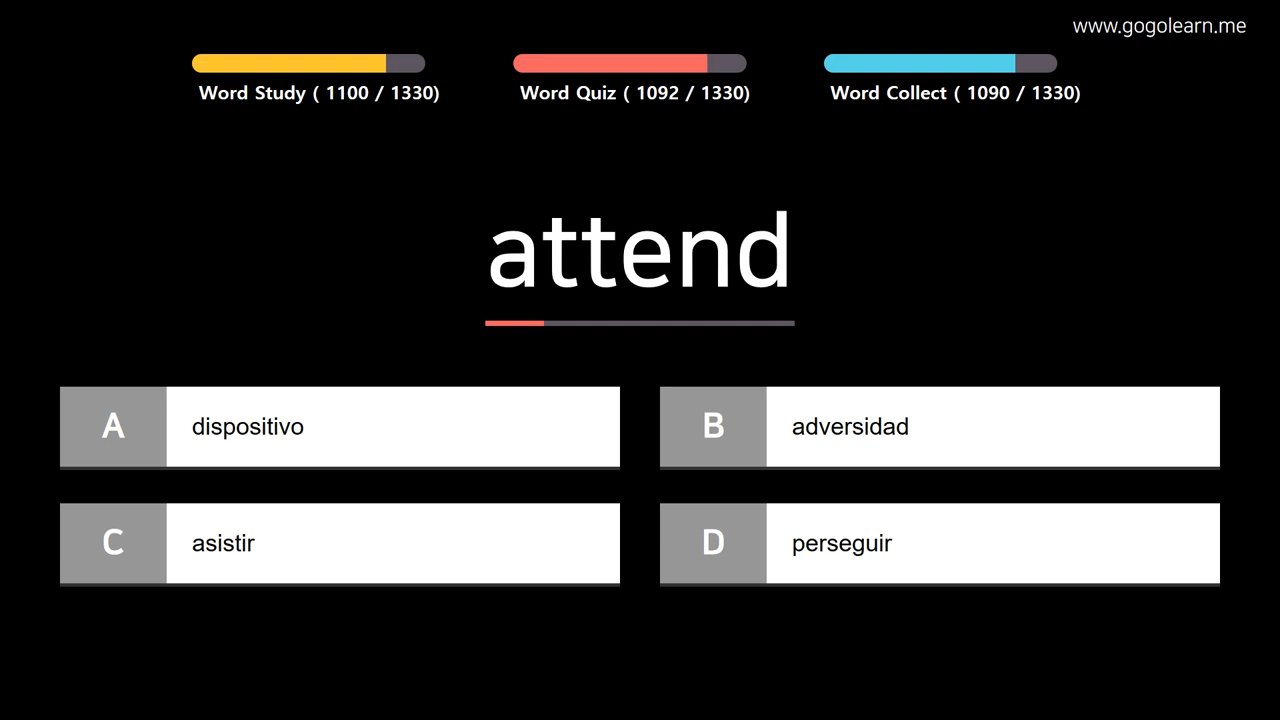 www.gogolearn.me
Word Study ( 1100 / 1330)
Word Quiz ( 1092 / 1330)
Word Collect ( 1090 / 1330)
attend
A dispositivo
B adversidad
C asistir
D perseguir